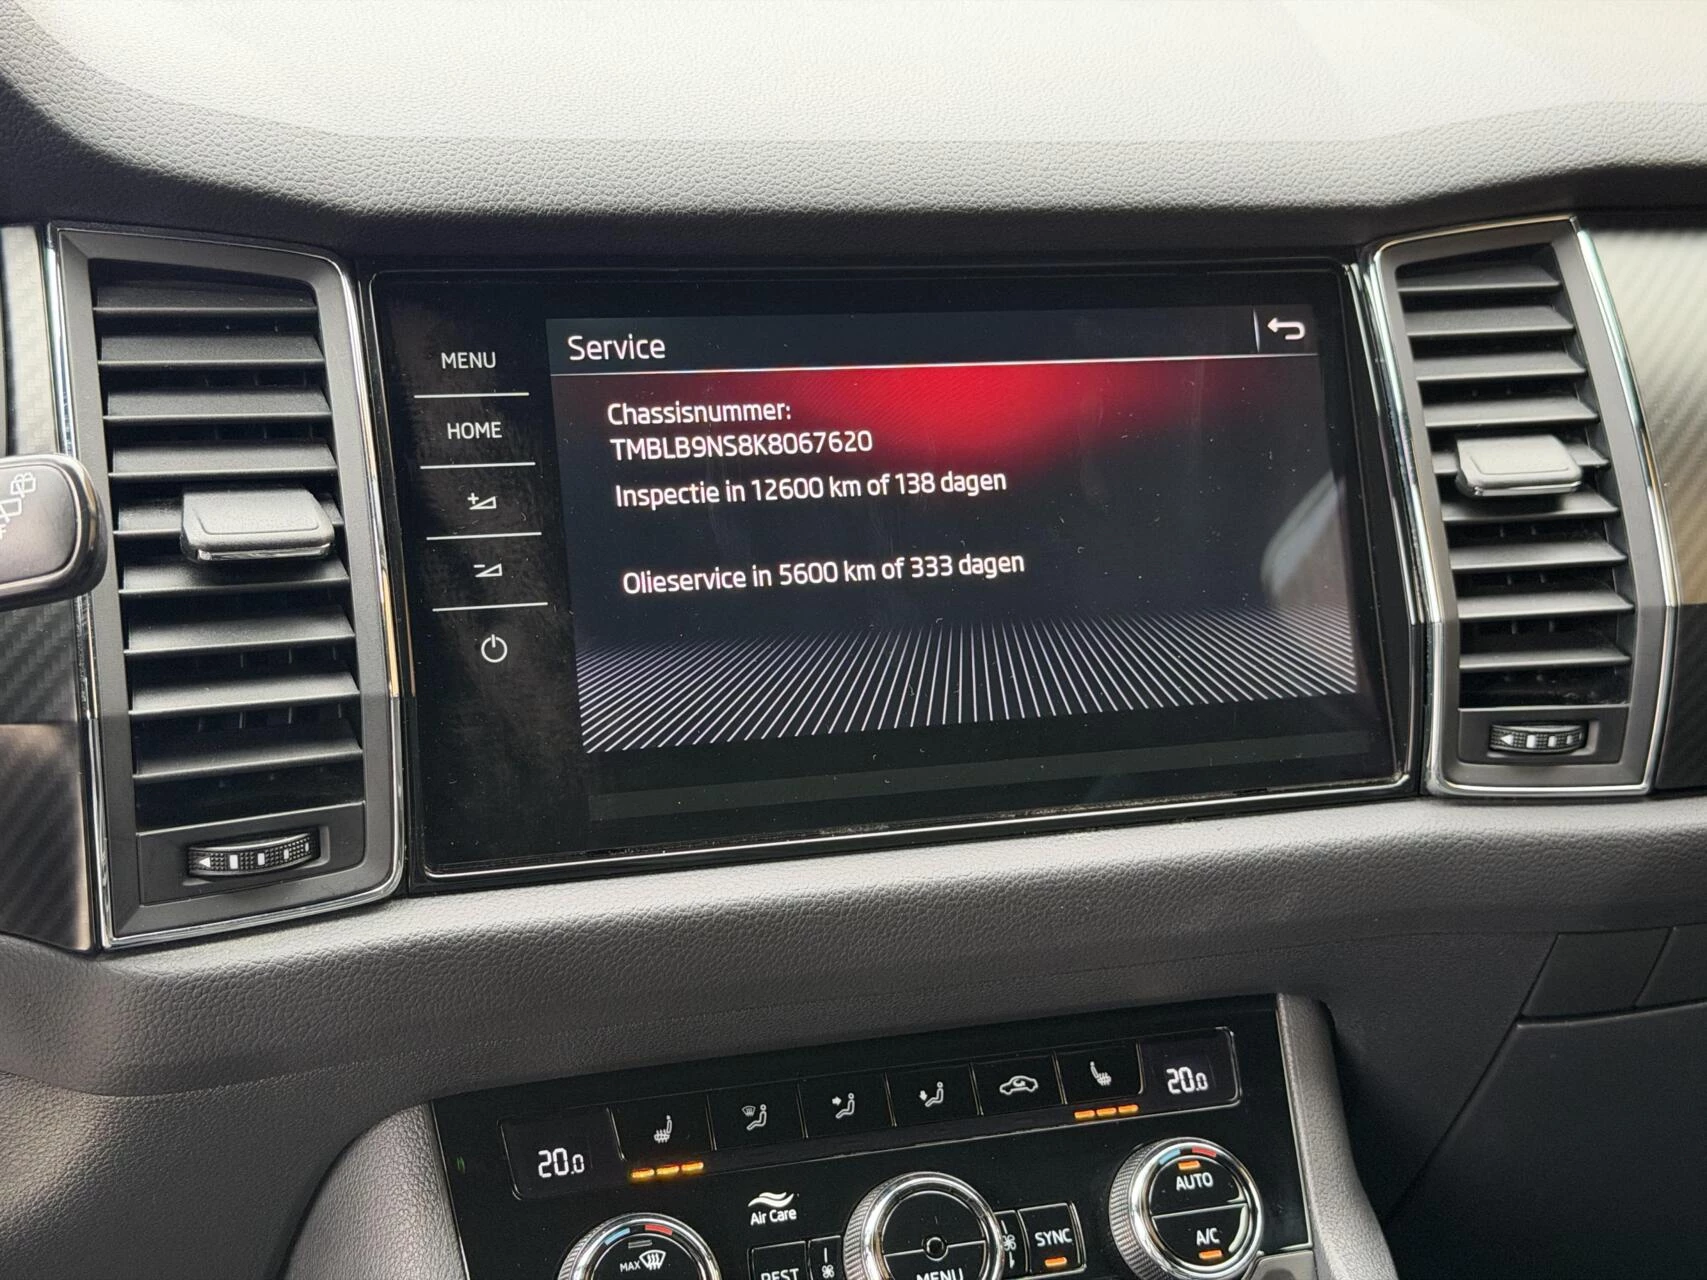 Service
MENU
HOME
Chassisnummer:
TMBLB9NS8K8067620
Inspectie in 12600 km of 138 dagen
Olieservice in 5600 km of 333 dagen
20.0
20.0
Air Care
AUTO
A/C
SYNC
MAX
REST
MENU